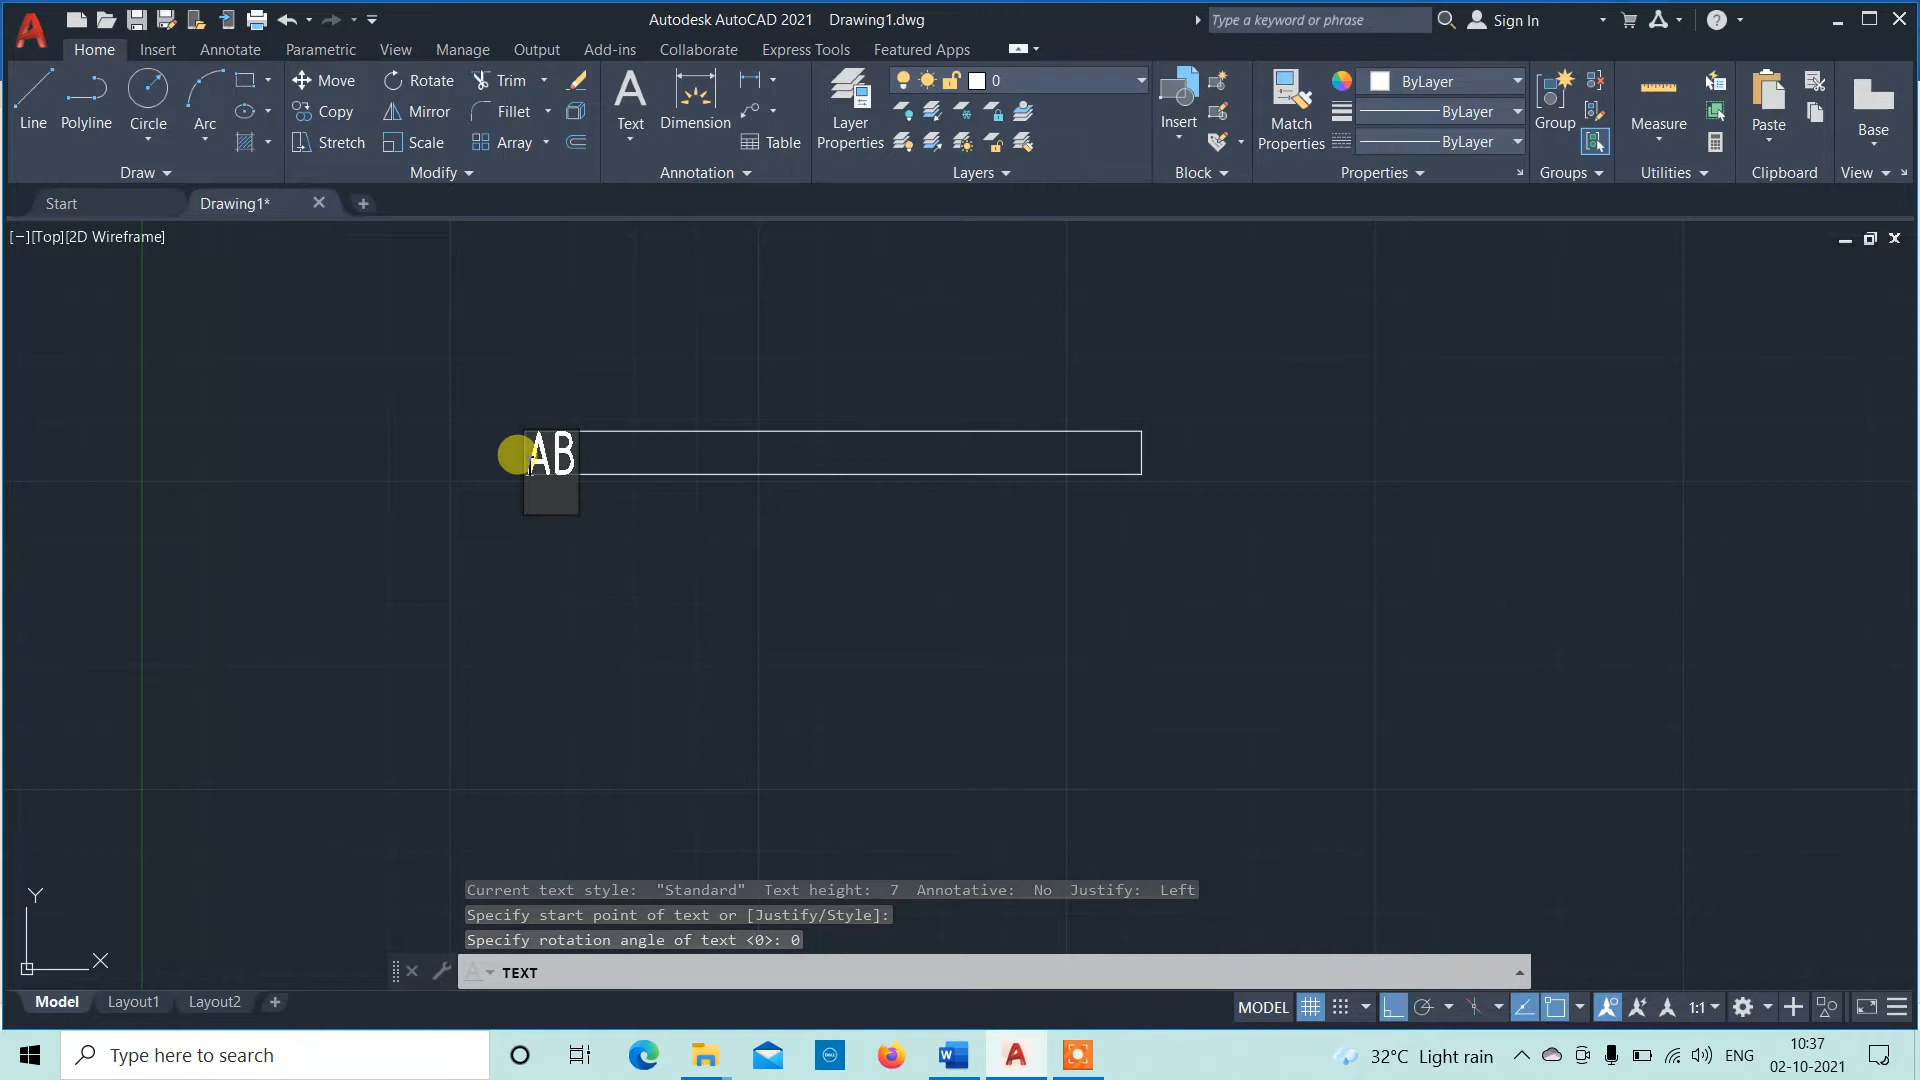 Autodesk AutoCAD 2021 Drawing1.dwg
Type a keyword or phrase
Sign In
Home Insert Annotate Parametric View Manage Output Add-ins Collaborate Express Tools Featured Apps
Line Polyline Circle Arc
Move Rotate Trim
Copy Mirror Fillet
Stretch Scale Array
Text Dimension Table
Layer Properties
0
Insert
Match Properties
ByLayer
ByLayer
ByLayer
Group
Measure
Paste
Base
Draw Modify Annotation Layers Block Properties Groups Utilities Clipboard View
Start Drawing1*
[−][Top][2D Wireframe]
AB
Y
X
Current text style: "Standard" Text height: 7 Annotative: No Justify: Left
Specify start point of text or [Justify/Style]:
Specify rotation angle of text <0>: 0
TEXT
Model Layout1 Layout2
MODEL 1:1
Type here to search
32°C Light rain ENG
10:37
02-10-2021